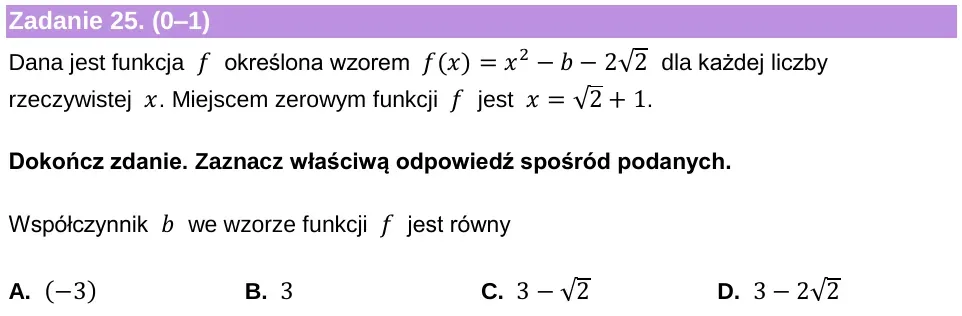 Zadanie 25. (0–1)
Dana jest funkcja f określona wzorem f(x) = x² − b − 2√2 dla każdej liczby
rzeczywistej x. Miejscem zerowym funkcji f jest x = √2 + 1.
Dokończ zdanie. Zaznacz właściwą odpowiedź spośród podanych.
Współczynnik b we wzorze funkcji f jest równy
A. (−3) B. 3 C. 3 − √2 D. 3 − 2√2